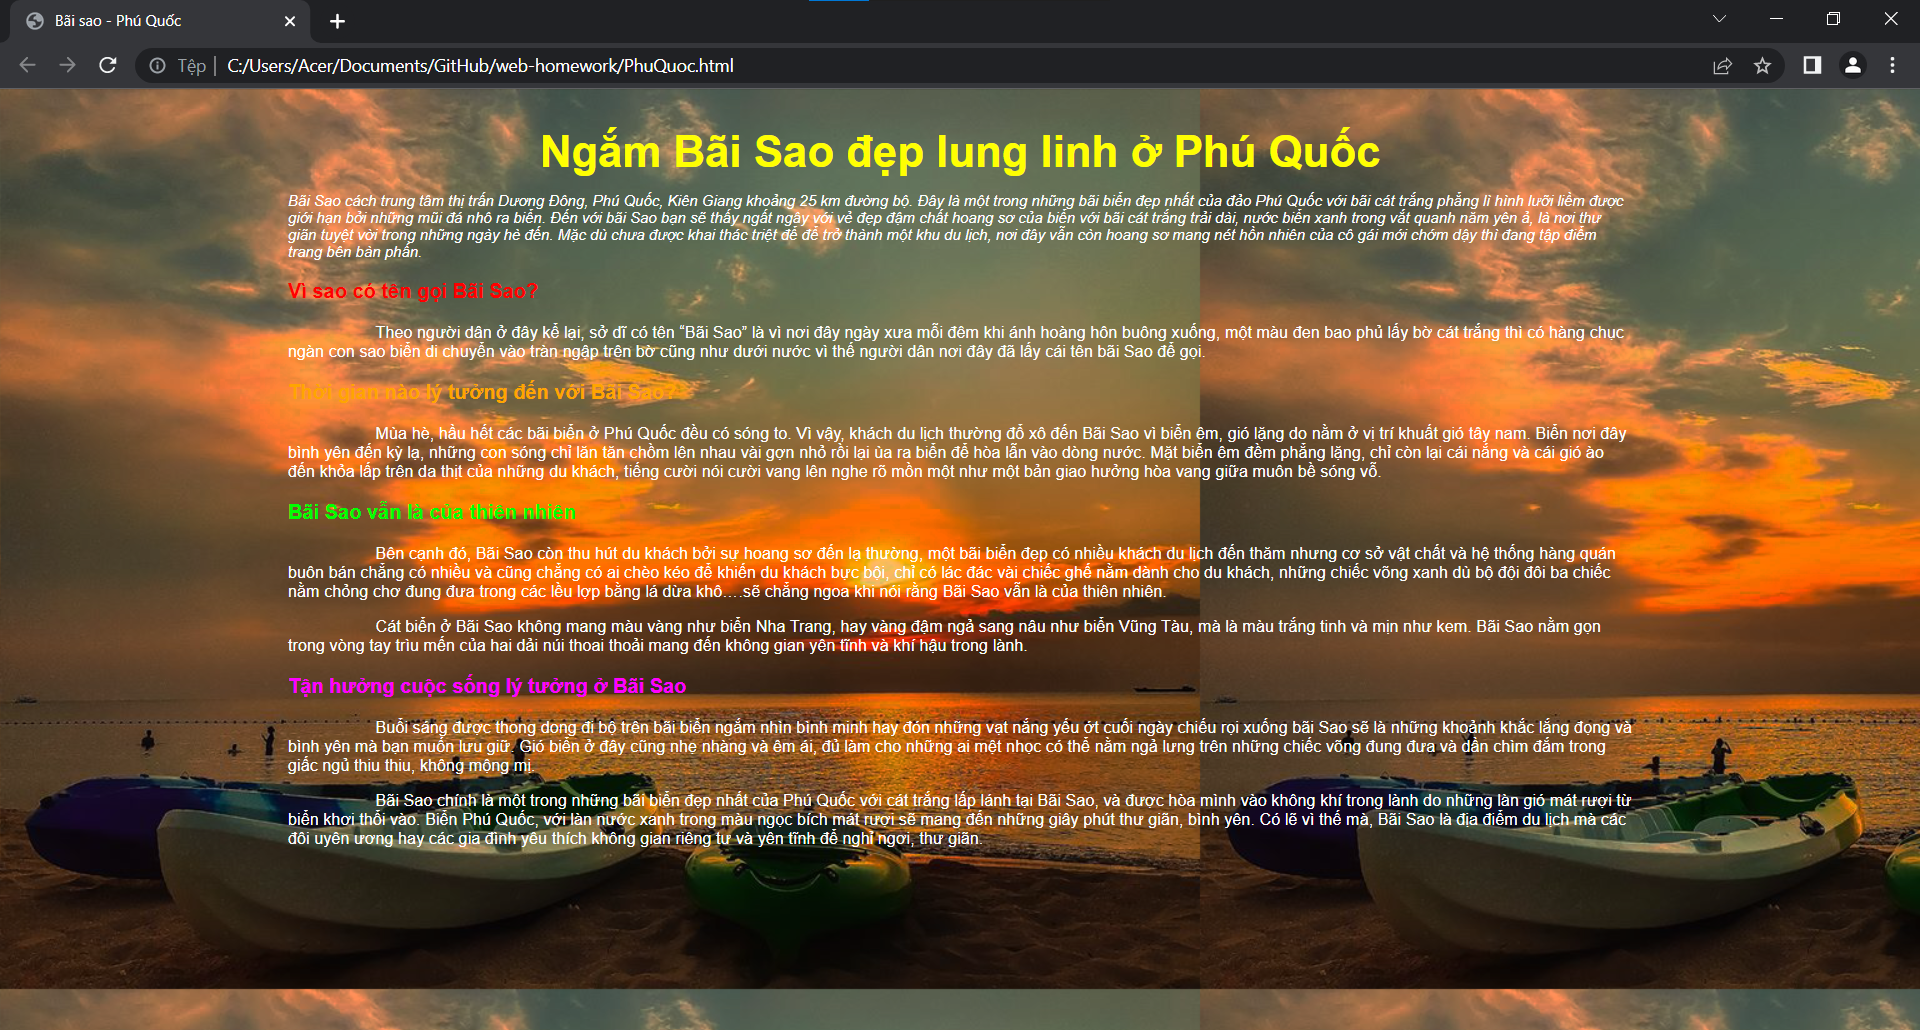 Bãi sao - Phú Quốc
Tệp
C:/Users/Acer/Documents/GitHub/web-homework/PhuQuoc.html
Ngắm Bãi Sao đẹp lung linh ở Phú Quốc
Bãi Sao cách trung tâm thị trấn Dương Đông, Phú Quốc, Kiên Giang khoảng 25 km đường bộ. Đây là một trong những bãi biển đẹp nhất của đảo Phú Quốc với bãi cát trắng phẳng lì hình lưỡi liềm được
giới hạn bởi những mũi đá nhô ra biển. Đến với bãi Sao bạn sẽ thấy ngất ngây với vẻ đẹp đậm chất hoang sơ của biển với bãi cát trắng trải dài, nước biển xanh trong vắt quanh năm yên ả, là nơi thư
giãn tuyệt vời trong những ngày hè đến. Mặc dù chưa được khai thác triệt để để trở thành một khu du lịch, nơi đây vẫn còn hoang sơ mang nét hồn nhiên của cô gái mới chớm dậy thì đang tập điểm
trang bên bàn phấn.
Vì sao có tên gọi Bãi Sao?
Theo người dân ở đây kể lại, sở dĩ có tên “Bãi Sao” là vì nơi đây ngày xưa mỗi đêm khi ánh hoàng hôn buông xuống, một màu đen bao phủ lấy bờ cát trắng thì có hàng chục
ngàn con sao biển di chuyển vào tràn ngập trên bờ cũng như dưới nước vì thế người dân nơi đây đã lấy cái tên bãi Sao để gọi.
Thời gian nào lý tưởng đến với Bãi Sao?
Mùa hè, hầu hết các bãi biển ở Phú Quốc đều có sóng to. Vì vậy, khách du lịch thường đổ xô đến Bãi Sao vì biển êm, gió lặng do nằm ở vị trí khuất gió tây nam. Biển nơi đây
bình yên đến kỳ lạ, những con sóng chỉ lăn tăn chồm lên nhau vài gợn nhỏ rồi lại ùa ra biển để hòa lẫn vào dòng nước. Mặt biển êm đềm phẳng lặng, chỉ còn lại cái nắng và cái gió ào
đến khỏa lấp trên da thịt của những du khách, tiếng cười nói cười vang lên nghe rõ mồn một như một bản giao hưởng hòa vang giữa muôn bề sóng vỗ.
Bãi Sao vẫn là của thiên nhiên
Bên cạnh đó, Bãi Sao còn thu hút du khách bởi sự hoang sơ đến lạ thường, một bãi biển đẹp có nhiều khách du lịch đến thăm nhưng cơ sở vật chất và hệ thống hàng quán
buôn bán chẳng có nhiều và cũng chẳng có ai chèo kéo để khiến du khách bực bội, chỉ có lác đác vài chiếc ghế nằm dành cho du khách, những chiếc võng xanh dù bộ đội đôi ba chiếc
nằm chỏng chơ đung đưa trong các lều lợp bằng lá dừa khô….sẽ chẳng ngoa khi nói rằng Bãi Sao vẫn là của thiên nhiên.
Cát biển ở Bãi Sao không mang màu vàng như biển Nha Trang, hay vàng đậm ngả sang nâu như biển Vũng Tàu, mà là màu trắng tinh và mịn như kem. Bãi Sao nằm gọn
trong vòng tay trìu mến của hai dải núi thoai thoải mang đến không gian yên tĩnh và khí hậu trong lành.
Tận hưởng cuộc sống lý tưởng ở Bãi Sao
Buổi sáng được thong dong đi bộ trên bãi biển ngắm nhìn bình minh hay đón những vạt nắng yếu ớt cuối ngày chiếu rọi xuống bãi Sao sẽ là những khoảnh khắc lắng đọng và
bình yên mà bạn muốn lưu giữ. Gió biển ở đây cũng nhẹ nhàng và êm ái, đủ làm cho những ai mệt nhọc có thể nằm ngả lưng trên những chiếc võng đung đưa và dần chìm đắm trong
giấc ngủ thiu thiu, không mộng mị.
Bãi Sao chính là một trong những bãi biển đẹp nhất của Phú Quốc với cát trắng lấp lánh tại Bãi Sao, và được hòa mình vào không khí trong lành do những làn gió mát rượi từ
biển khơi thổi vào. Biển Phú Quốc, với làn nước xanh trong màu ngọc bích mát rượi sẽ mang đến những giây phút thư giãn, bình yên. Có lẽ vì thế mà, Bãi Sao là địa điểm du lịch mà các
đôi uyên ương hay các gia đình yêu thích không gian riêng tư và yên tĩnh để nghỉ ngơi, thư giãn.